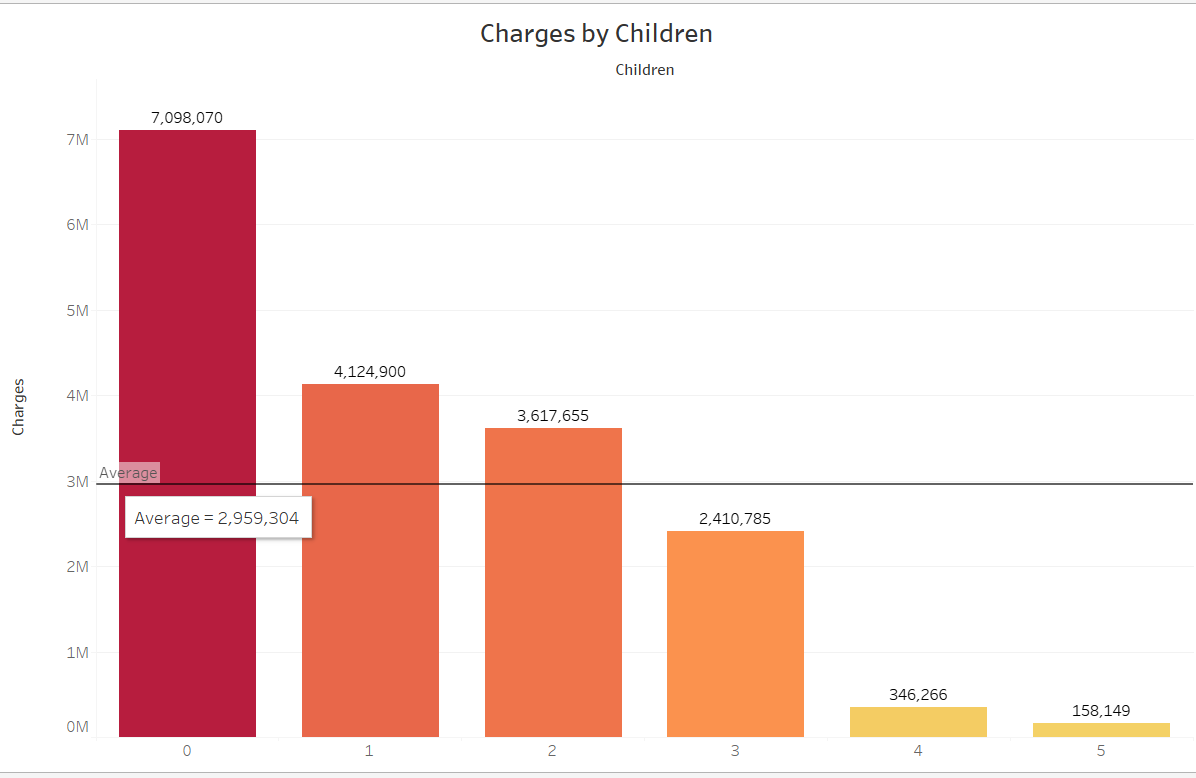 Charges by Children
Children
7,098,070
7M
6M
5M
4,124,900
4M
3,617,655
Charges
Average
3M
Average = 2,959,304
2,410,785
2M
1M
346,266
158,149
0M
0 1 2 3 4 5